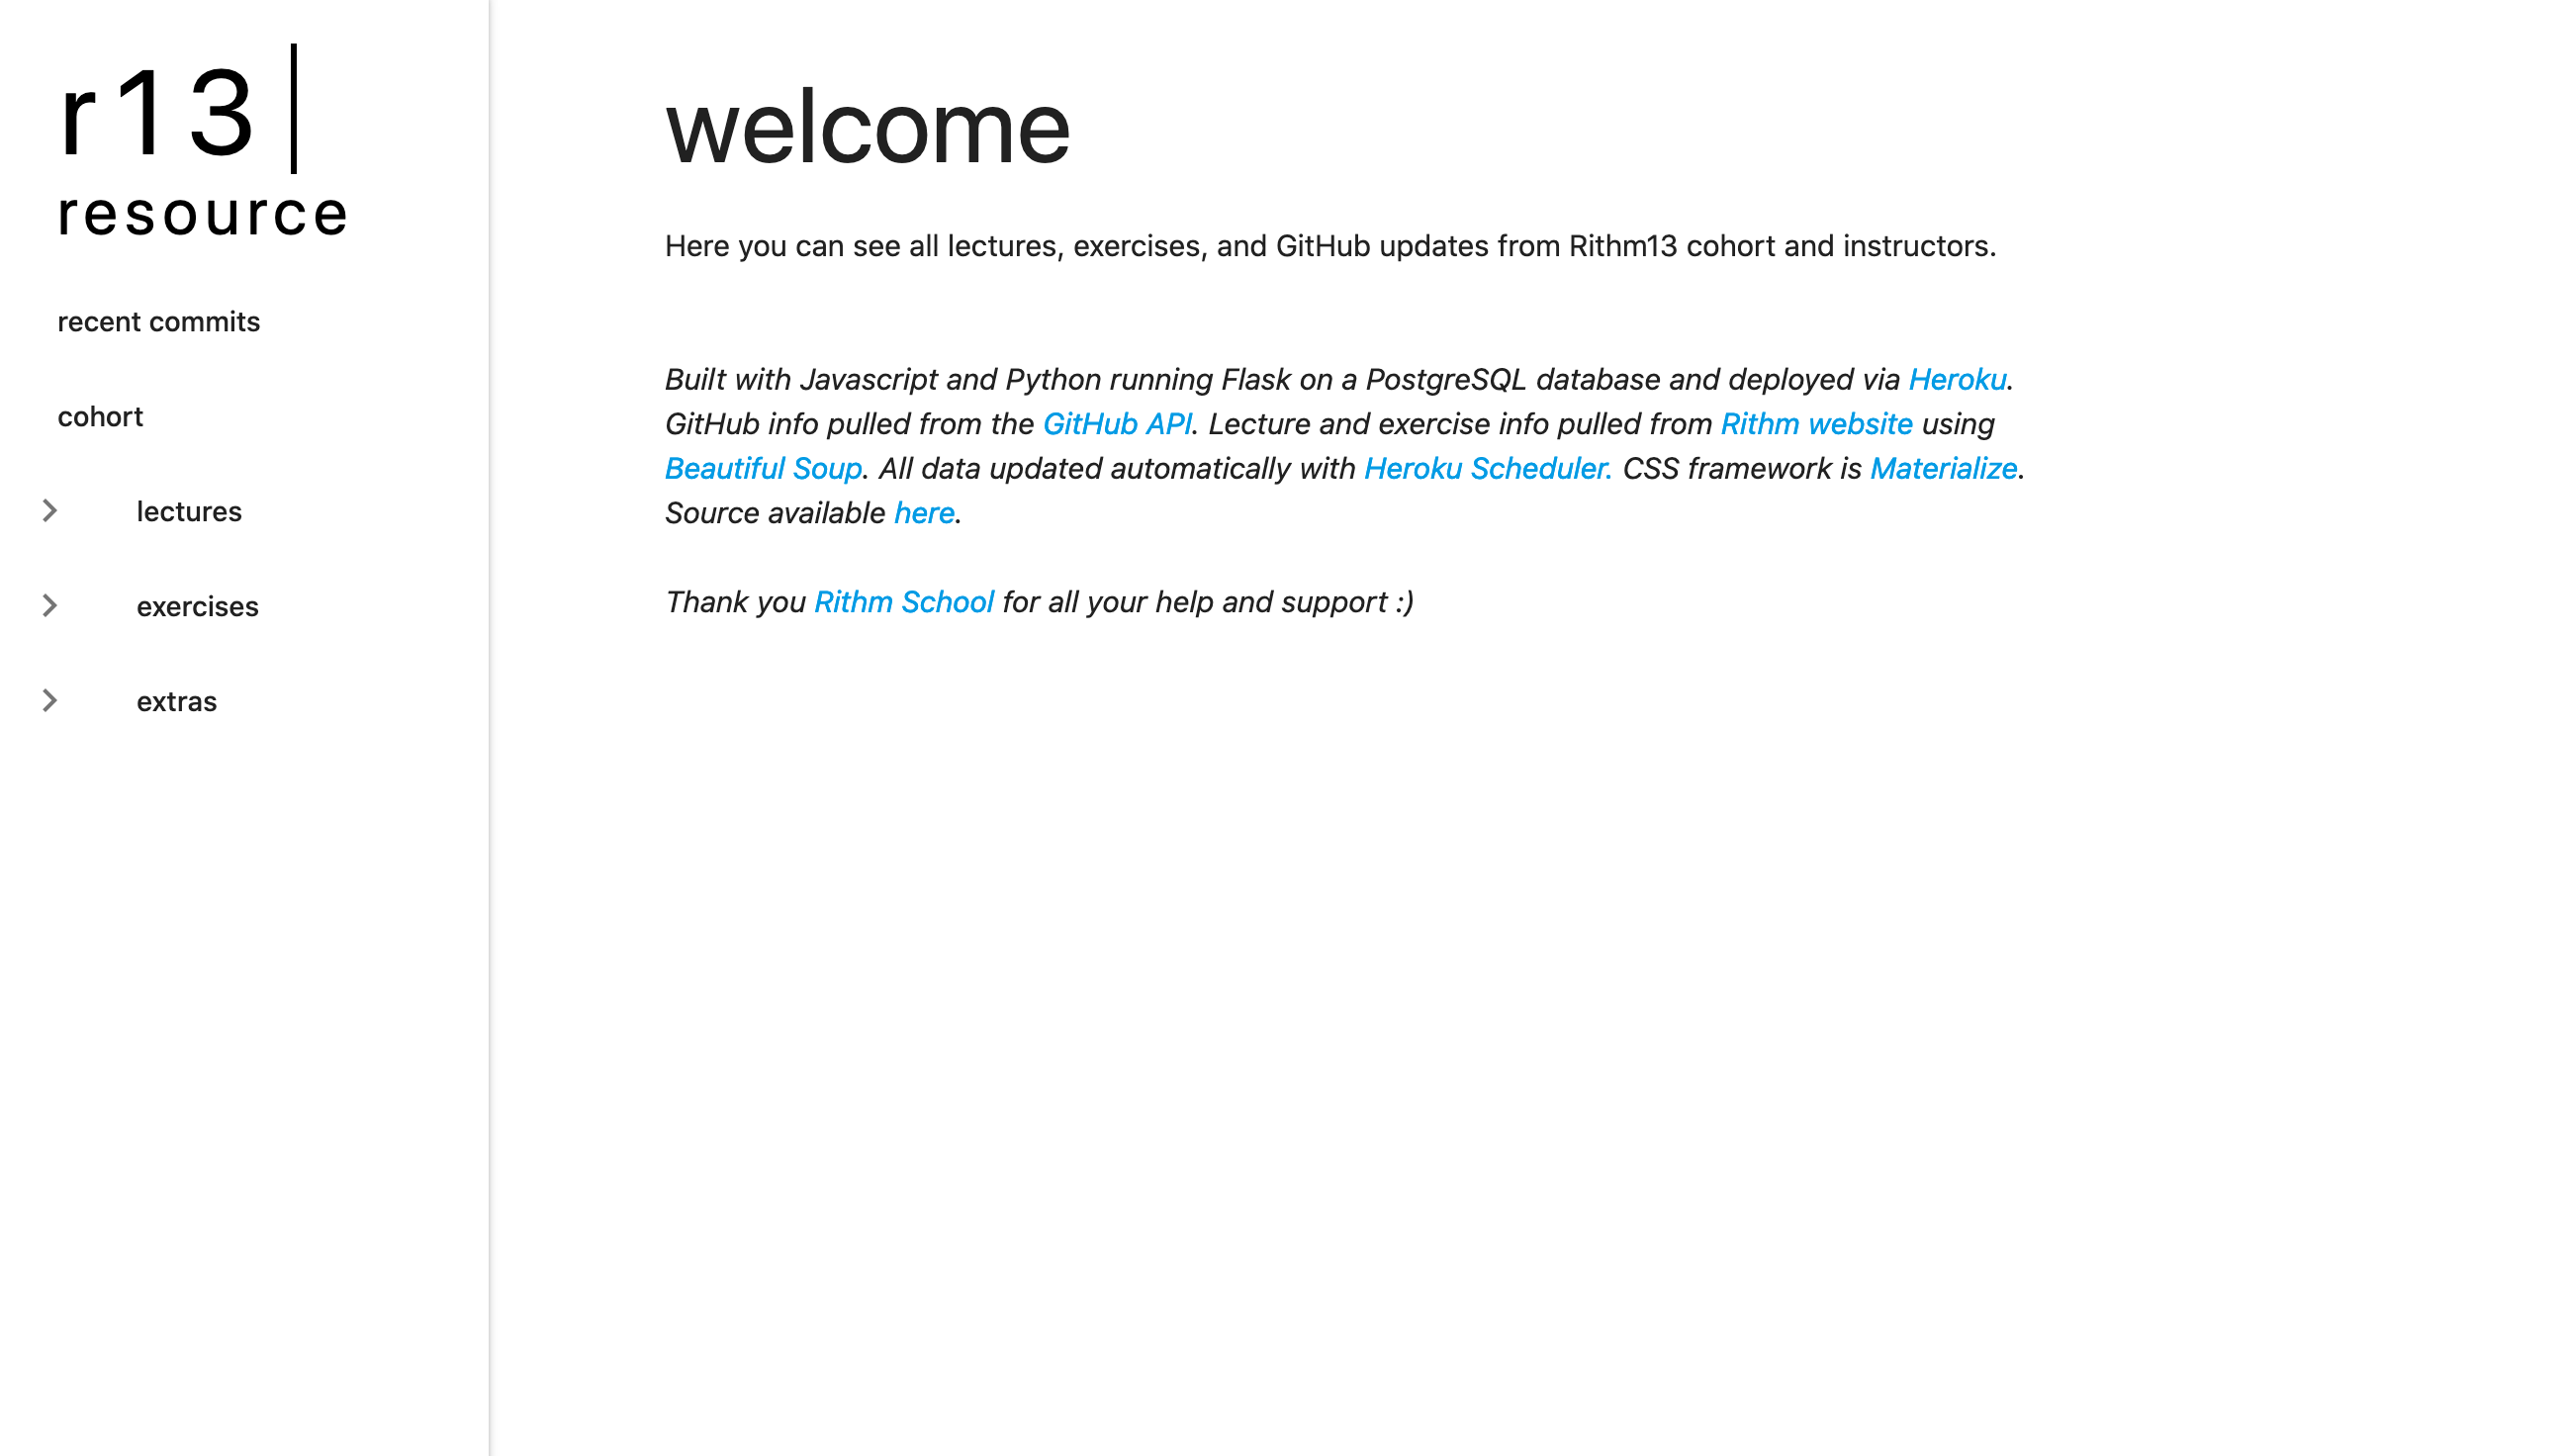 r13|
resource
recent commits
cohort
lectures
exercises
extras
welcome
Here you can see all lectures, exercises, and GitHub updates from Rithm13 cohort and instructors.
Built with Javascript and Python running Flask on a PostgreSQL database and deployed via Heroku.
GitHub info pulled from the GitHub API. Lecture and exercise info pulled from Rithm website using
Beautiful Soup. All data updated automatically with Heroku Scheduler. CSS framework is Materialize.
Source available here.
Thank you Rithm School for all your help and support :)